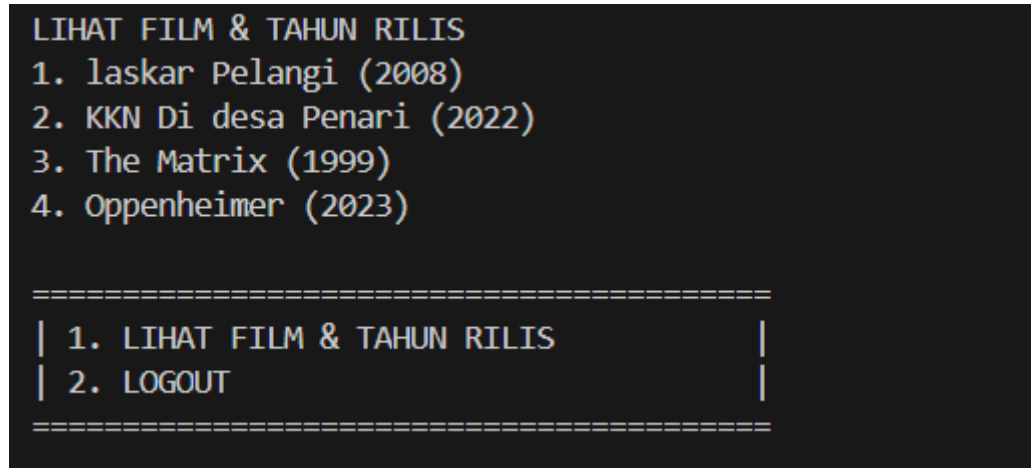 LIHAT FILM & TAHUN RILIS
1. laskar Pelangi (2008)
2. KKN Di desa Penari (2022)
3. The Matrix (1999)
4. Oppenheimer (2023)
=========================================
| 1. LIHAT FILM & TAHUN RILIS           |
| 2. LOGOUT                             |
=========================================